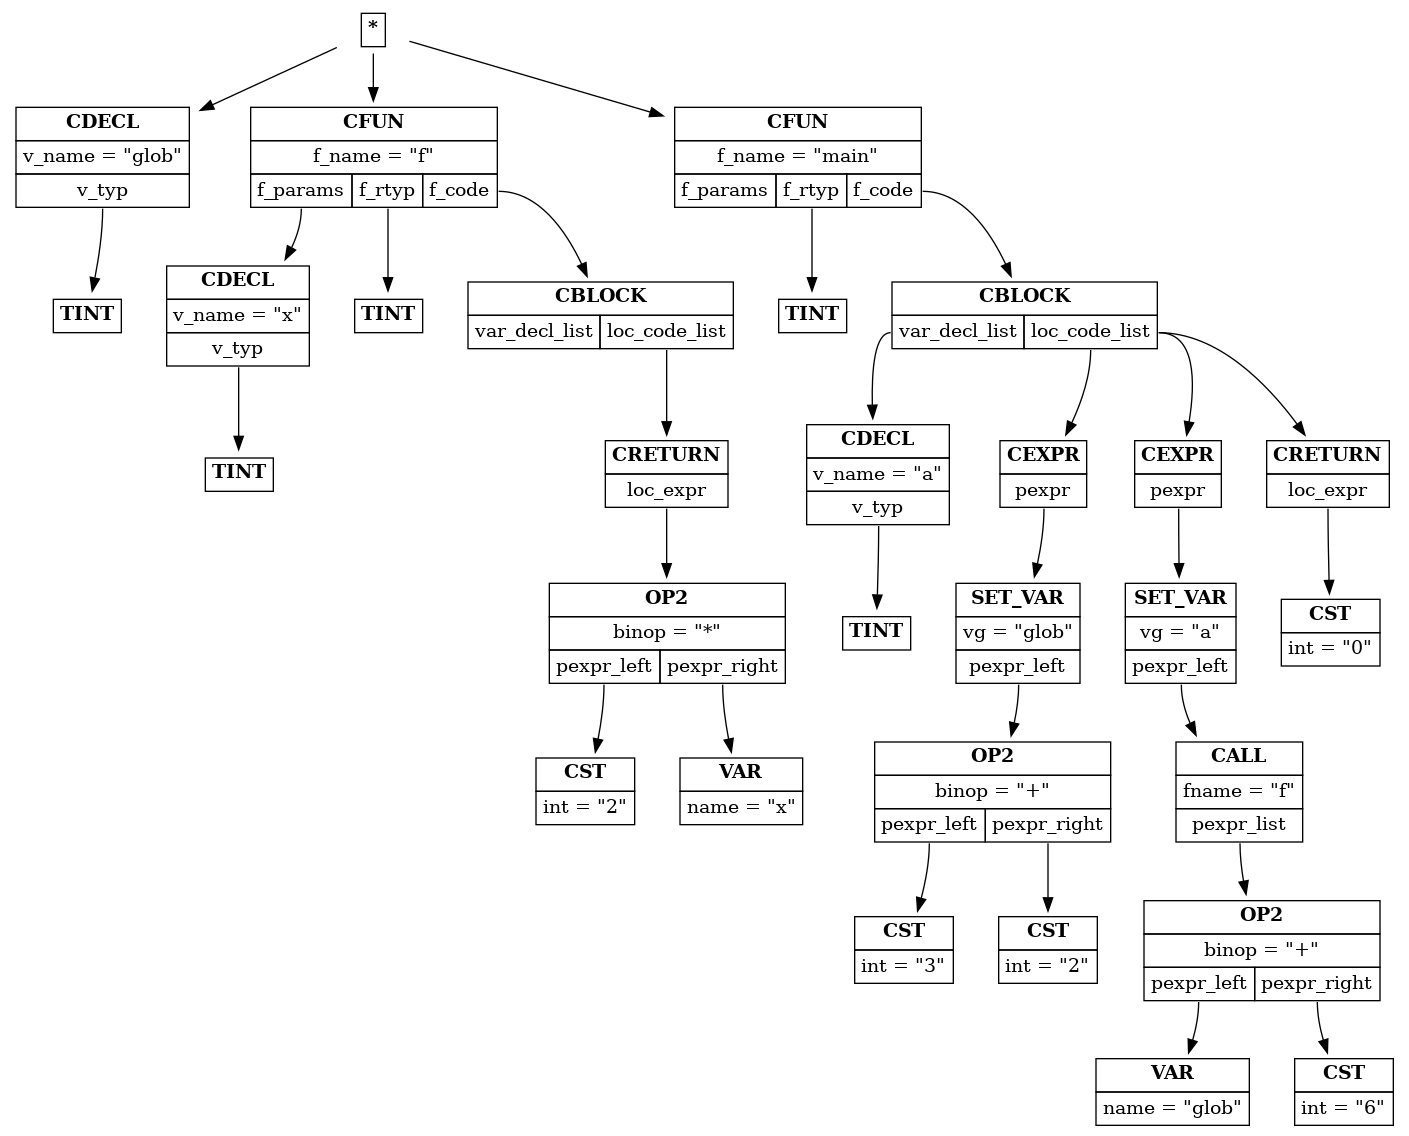 *
CDECL
v_name = "glob"
v_typ
CFUN
f_name = "f"
f_params f_rtyp f_code
CFUN
f_name = "main"
f_params f_rtyp f_code
TINT
CDECL
v_name = "x"
v_typ
TINT
CBLOCK
var_decl_list loc_code_list
TINT
CBLOCK
var_decl_list loc_code_list
TINT
CRETURN
loc_expr
CDECL
v_name = "a"
v_typ
CEXPR
pexpr
CEXPR
pexpr
CRETURN
loc_expr
OP2
binop = "*"
pexpr_left pexpr_right
TINT
SET_VAR
vg = "glob"
pexpr_left
SET_VAR
vg = "a"
pexpr_left
CST
int = "0"
CST
int = "2"
VAR
name = "x"
OP2
binop = "+"
pexpr_left pexpr_right
CALL
fname = "f"
pexpr_list
CST
int = "3"
CST
int = "2"
OP2
binop = "+"
pexpr_left pexpr_right
VAR
name = "glob"
CST
int = "6"